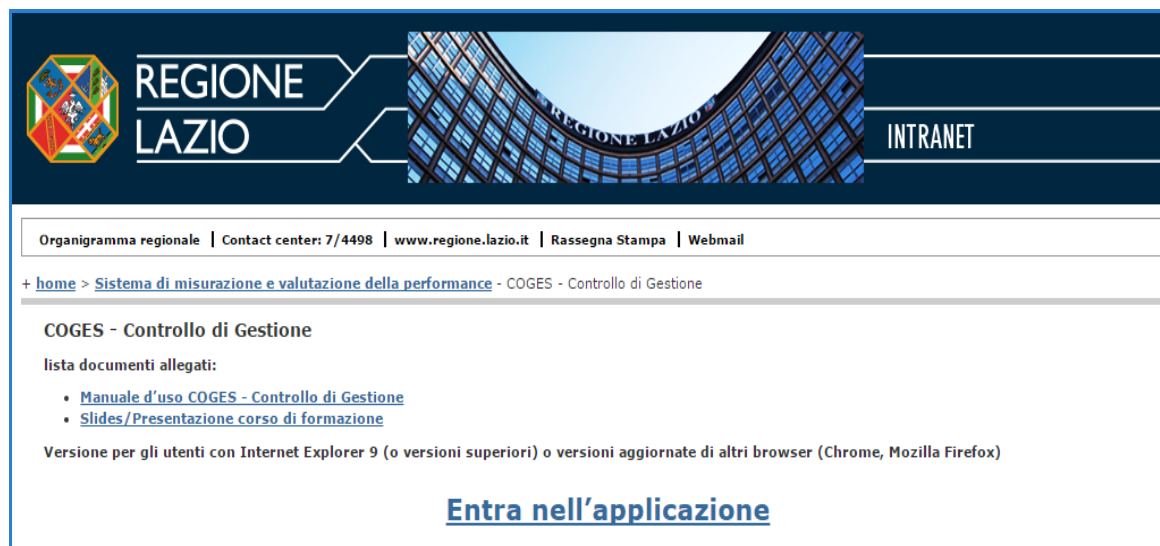 REGIONE
LAZIO
REGIONE LAZIO
INTRANET
Organigramma regionale | Contact center: 7/4498 | www.regione.lazio.it | Rassegna Stampa | Webmail
+ home > Sistema di misurazione e valutazione della performance - COGES - Controllo di Gestione
COGES - Controllo di Gestione
lista documenti allegati:
• Manuale d’uso COGES - Controllo di Gestione
• Slides/Presentazione corso di formazione
Versione per gli utenti con Internet Explorer 9 (o versioni superiori) o versioni aggiornate di altri browser (Chrome, Mozilla Firefox)
Entra nell’applicazione